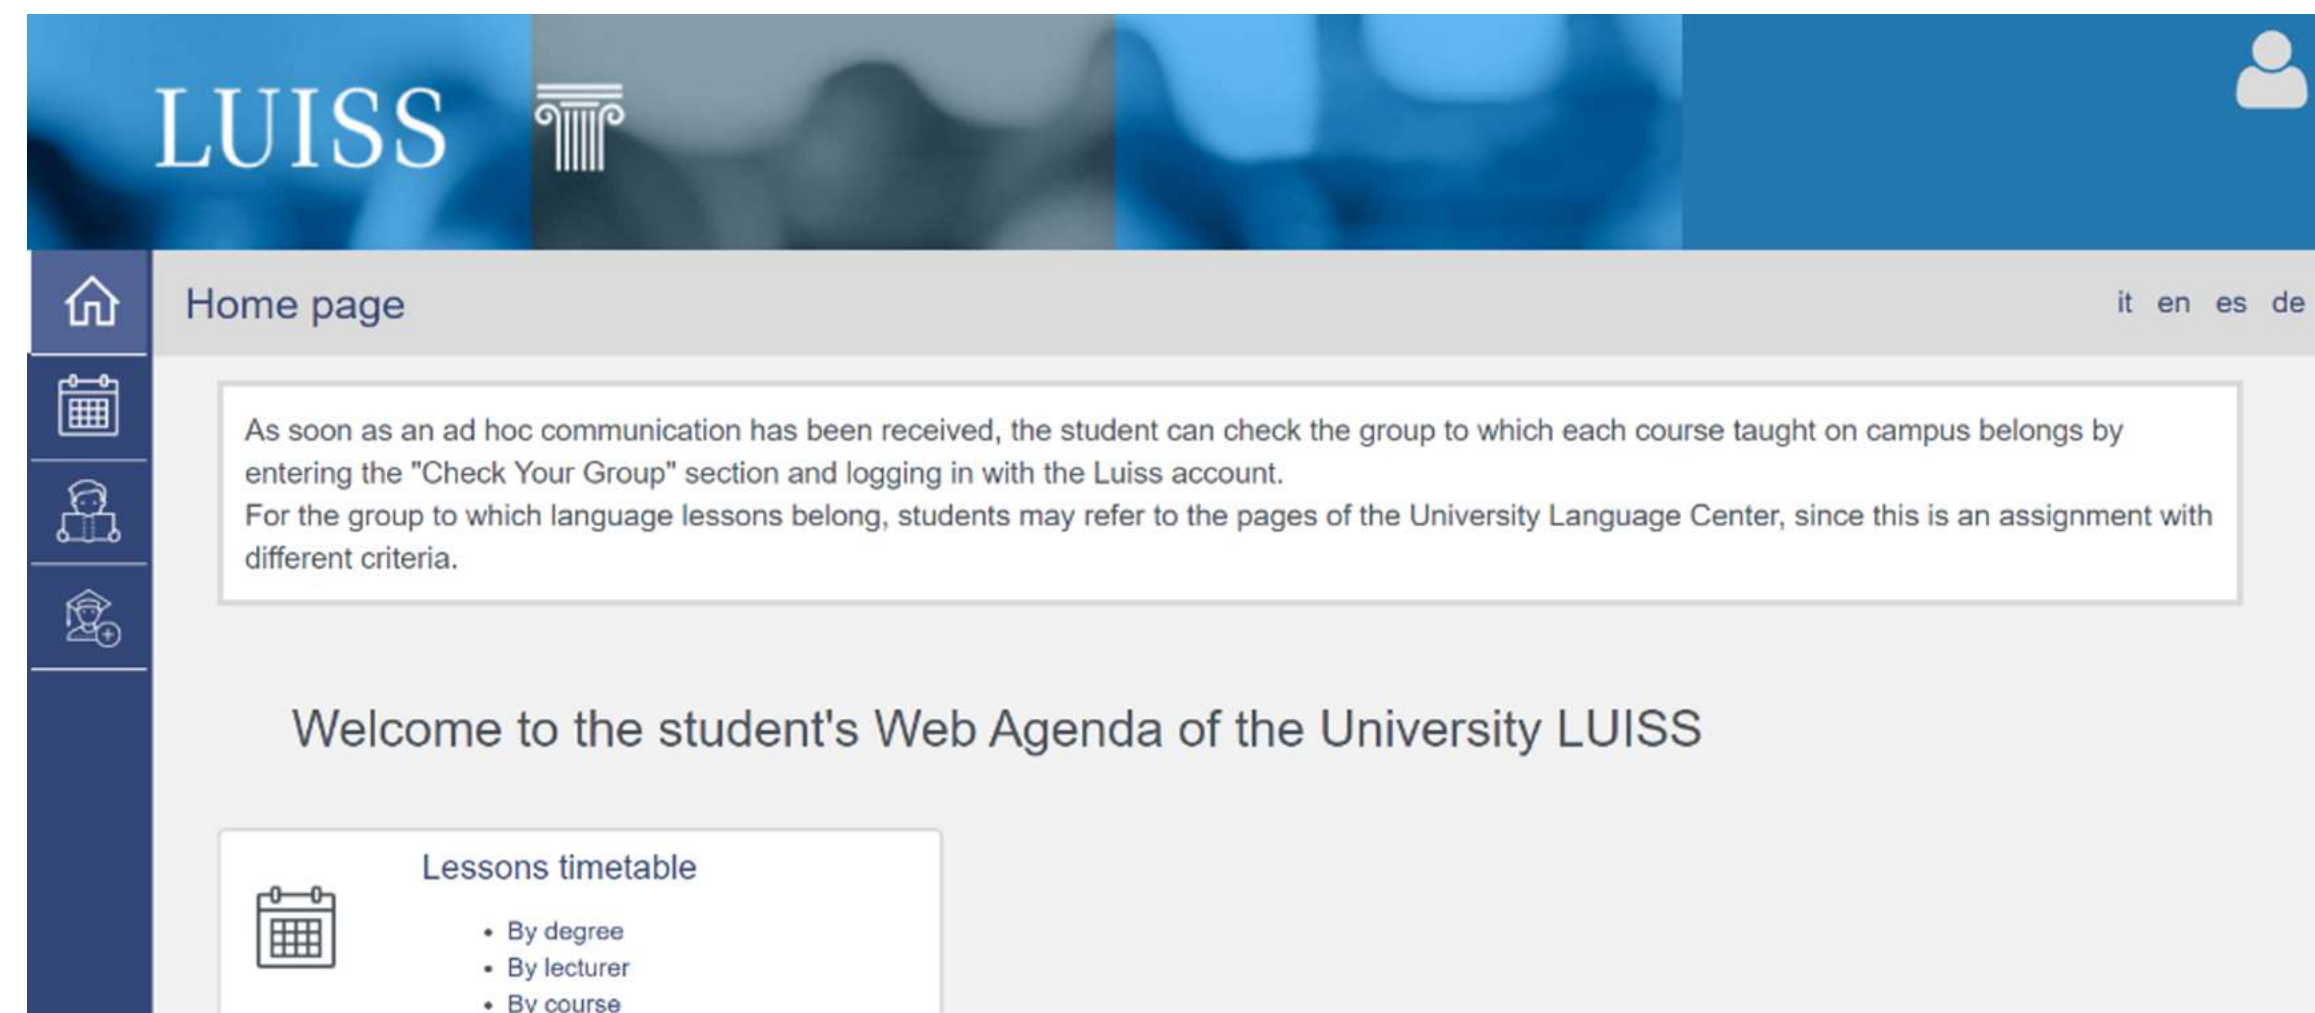 LUISS
Home page
it en es de
As soon as an ad hoc communication has been received, the student can check the group to which each course taught on campus belongs by
entering the "Check Your Group" section and logging in with the Luiss account.
For the group to which language lessons belong, students may refer to the pages of the University Language Center, since this is an assignment with
different criteria.
Welcome to the student's Web Agenda of the University LUISS
Lessons timetable
• By degree
• By lecturer
• By course